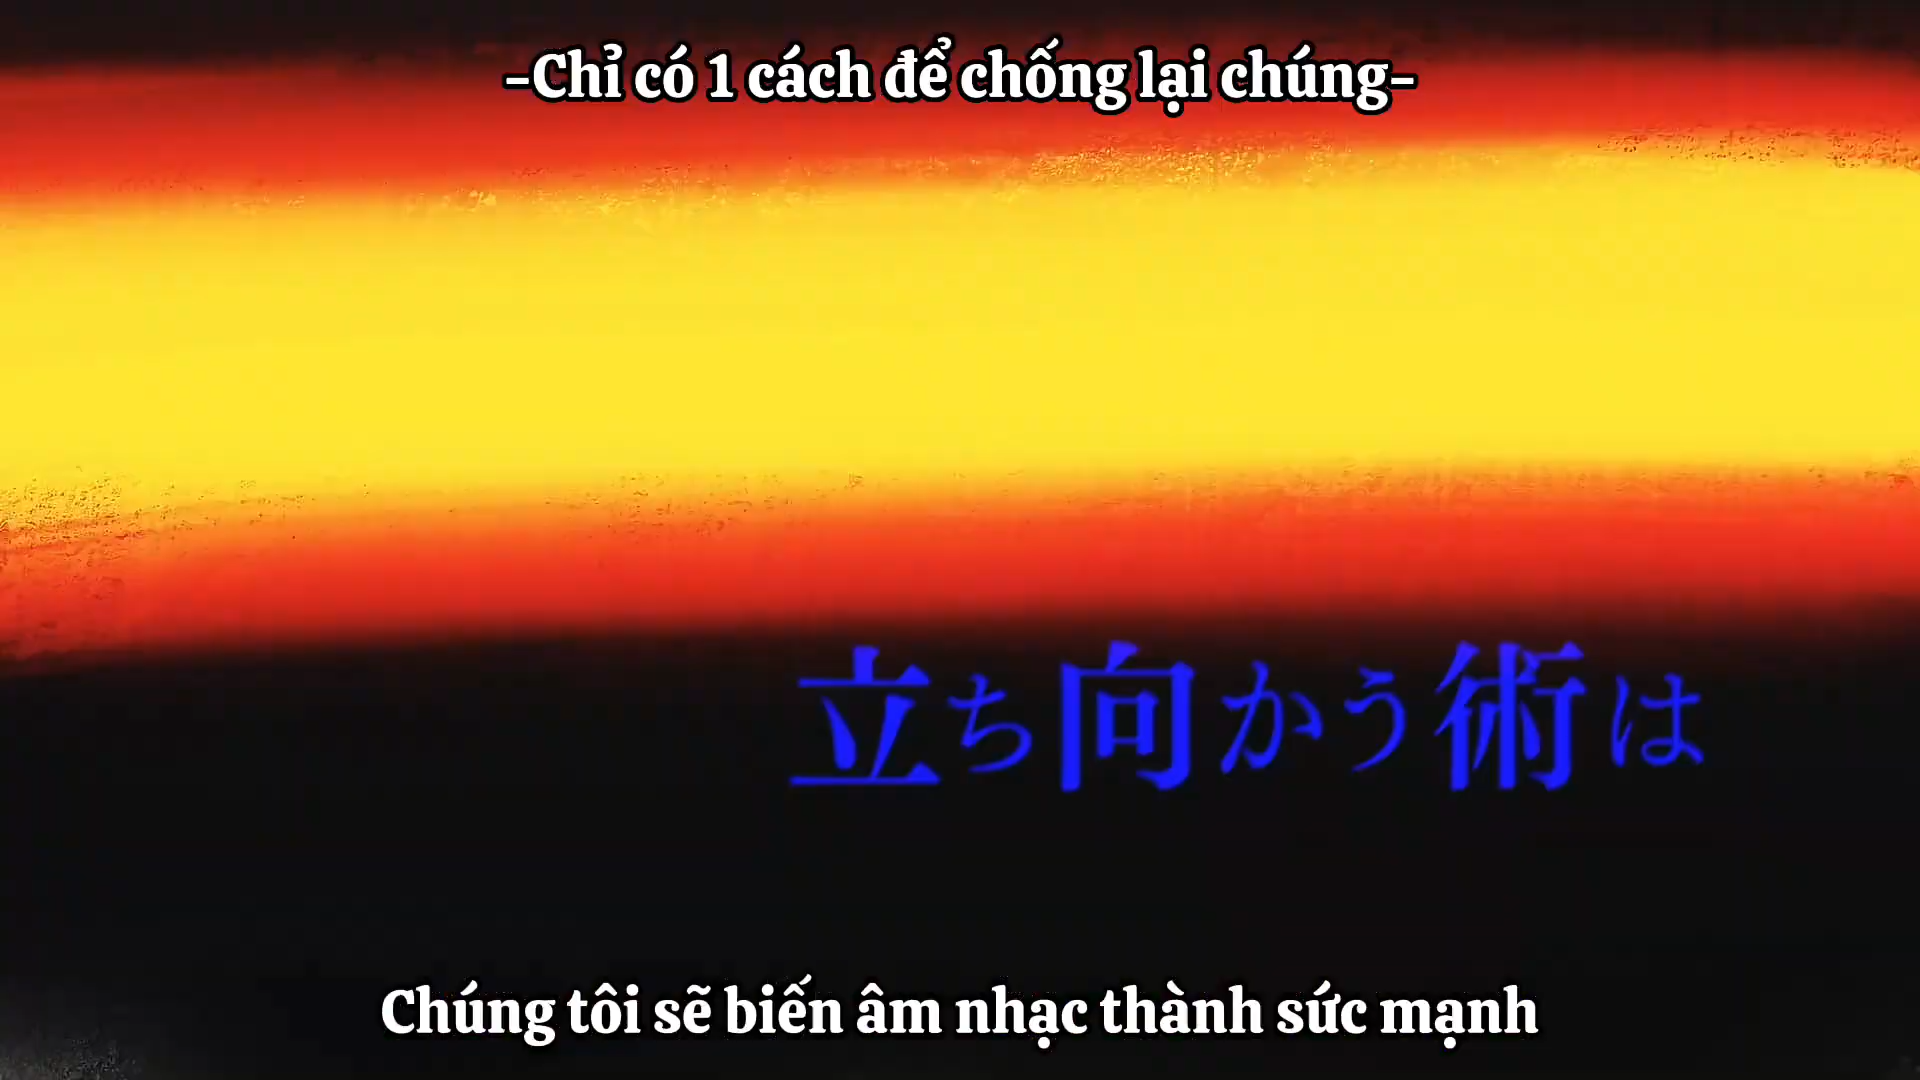 -Chỉ có 1 cách để chống lại chúng-
立ち向かう術は
Chúng tôi sẽ biến âm nhạc thành sức mạnh